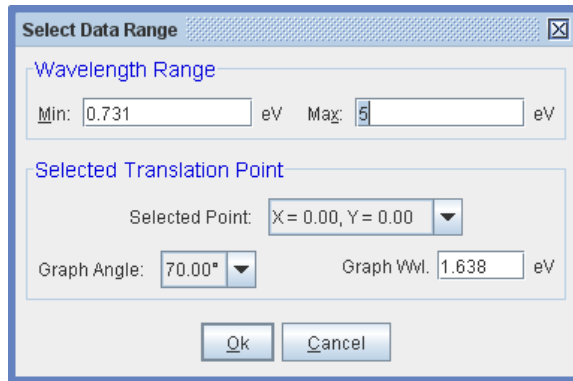 Select Data Range
Wavelength Range
Min: 0.731 eV Max: 5 eV
Selected Translation Point
Selected Point: X = 0.00, Y = 0.00
Graph Angle: 70.00° Graph Wvl. 1.638 eV
Ok Cancel